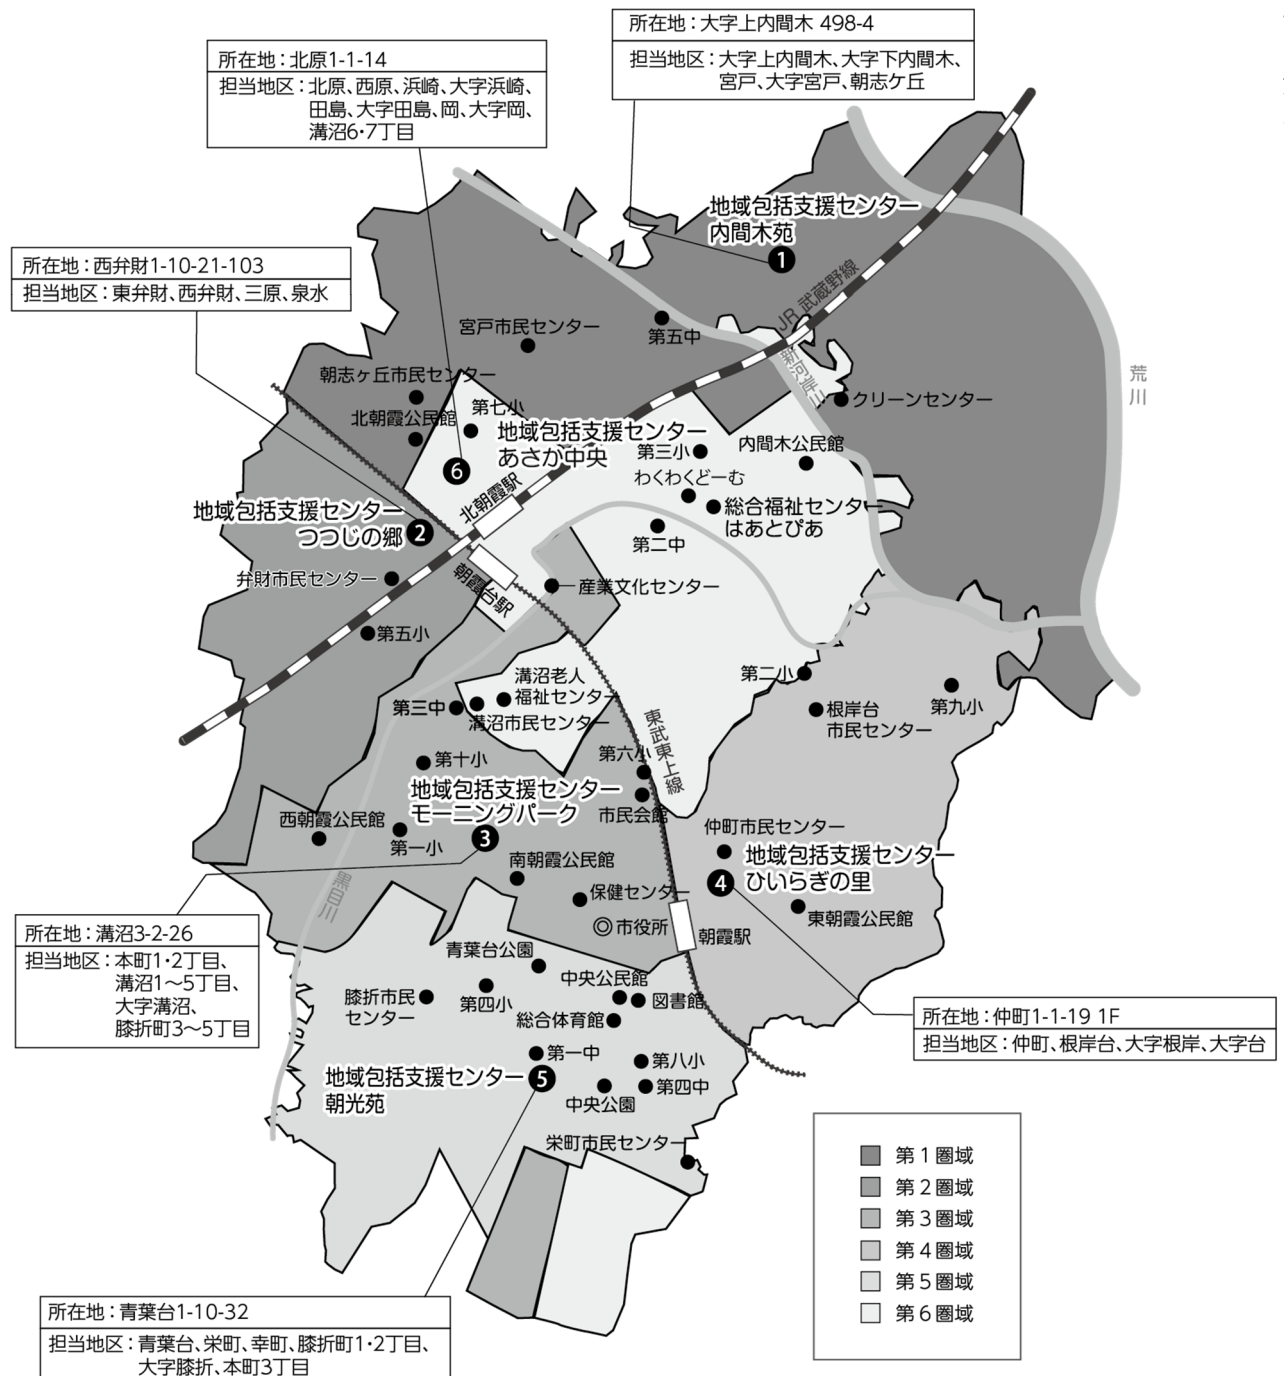 所在地：大字上内間木 498-4
担当地区：大字上内間木、大字下内間木、
宮戸、大字宮戸、朝志ケ丘
所在地：北原1-1-14
担当地区：北原、西原、浜崎、大字浜崎、
田島、大字田島、岡、大字岡、
溝沼6・7丁目
所在地：西弁財1-10-21-103
担当地区：東弁財、西弁財、三原、泉水
地域包括支援センター
内間木苑
1
JR 武蔵野線
荒川
新河岸川
宮戸市民センター
第五中
朝志ヶ丘市民センター
北朝霞公民館
第七小
クリーンセンター
地域包括支援センター
あさか中央
6
第三小
内間木公民館
わくわくどーむ
総合福祉センター
はあとぴあ
第二中
北朝霞駅
地域包括支援センター
つつじの郷
2
朝霞台駅
弁財市民センター
産業文化センター
第五小
溝沼老人
福祉センター
第三中
溝沼市民センター
第二小
根岸台
市民センター
第九小
東武東上線
第六小
市民会館
第十小
地域包括支援センター
モーニングパーク
3
西朝霞公民館
第一小
南朝霞公民館
保健センター
市役所
朝霞駅
黒目川
仲町市民センター
地域包括支援センター
ひいらぎの里
4
東朝霞公民館
所在地：溝沼3-2-26
担当地区：本町1・2丁目、
溝沼1～5丁目、
大字溝沼、
膝折町3～5丁目
青葉台公園
中央公民館
図書館
膝折市民
センター
第四小
総合体育館
第一中
第八小
地域包括支援センター
朝光苑
5
中央公園
第四中
栄町市民センター
所在地：仲町1-1-19 1F
担当地区：仲町、根岸台、大字根岸、大字台
所在地：青葉台1-10-32
担当地区：青葉台、栄町、幸町、膝折町1・2丁目、
大字膝折、本町3丁目
第１圏域
第２圏域
第３圏域
第４圏域
第５圏域
第６圏域